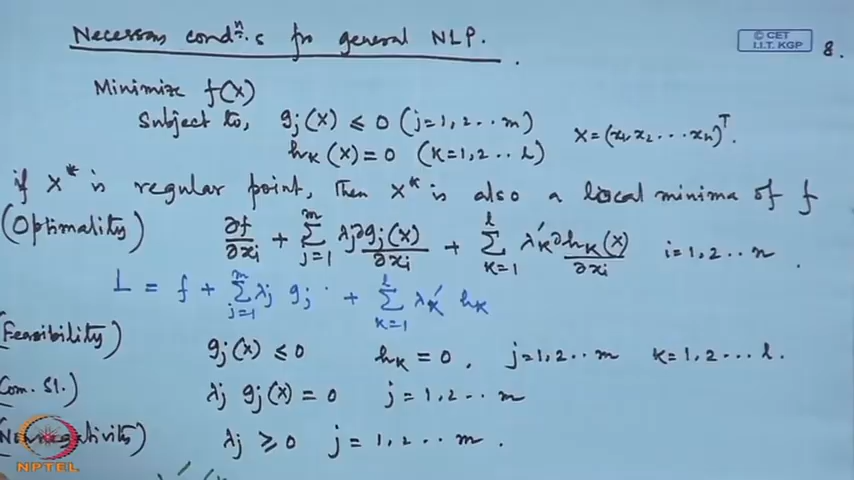 Necessary condn.s for general NLP.
© CET
I.I.T. KGP
8.
Minimize f(x)
Subject to, gj(x) ≤ 0 (j=1,2...m)
hK(x)=0 (K=1,2...l)
X=(x1,x2...xn)ᵀ.
if X* is regular point, Then X* is also a local minima of f
(Optimality) ∂f/∂xi + Σ_{j=1}^{m} λj ∂gj(x)/∂xi + Σ_{K=1}^{l} λ'K ∂hK(x)/∂xi i=1,2...n.
L = f + Σ_{j=1}^{m} λj gj + Σ_{K=1}^{l} λK' hK
(Feasibility) gj(x) ≤ 0 hK=0, j=1,2...m K=1,2...l.
Com. Sl.) λj gj(x)=0 j=1,2...m
(Nonnegativity) λj ≥ 0 j=1,2...m.
NPTEL